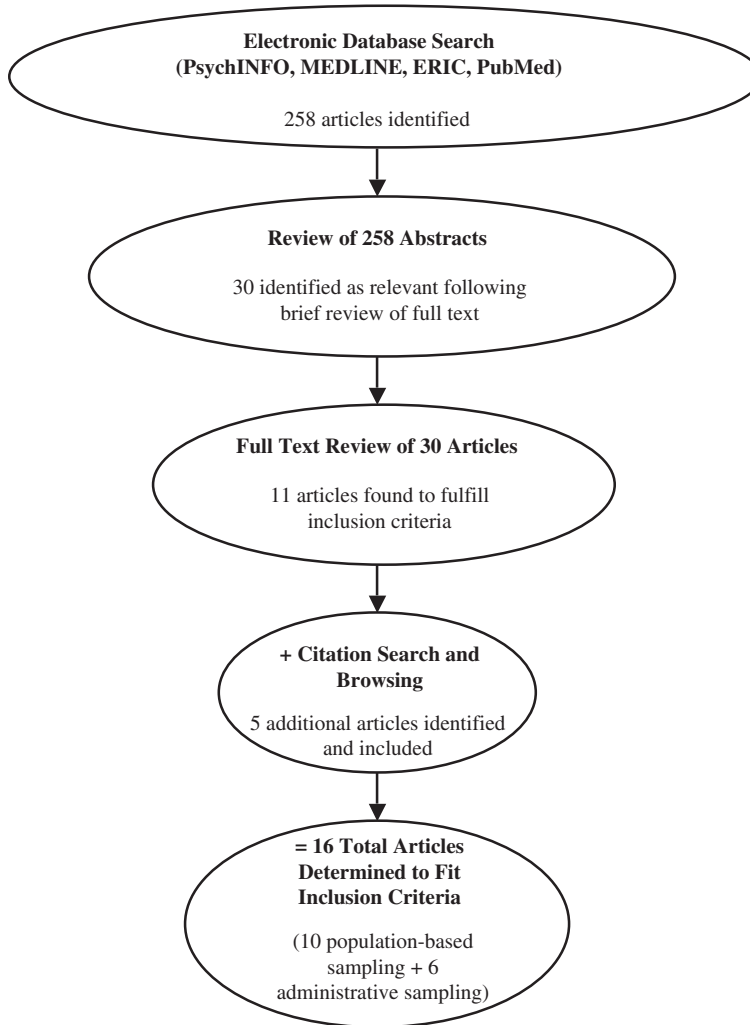 Electronic Database Search
(PsychINFO, MEDLINE, ERIC, PubMed)
258 articles identified
Review of 258 Abstracts
30 identified as relevant following
brief review of full text
Full Text Review of 30 Articles
11 articles found to fulfill
inclusion criteria
+ Citation Search and
Browsing
5 additional articles identified
and included
= 16 Total Articles
Determined to Fit
Inclusion Criteria
(10 population-based
sampling + 6
administrative sampling)